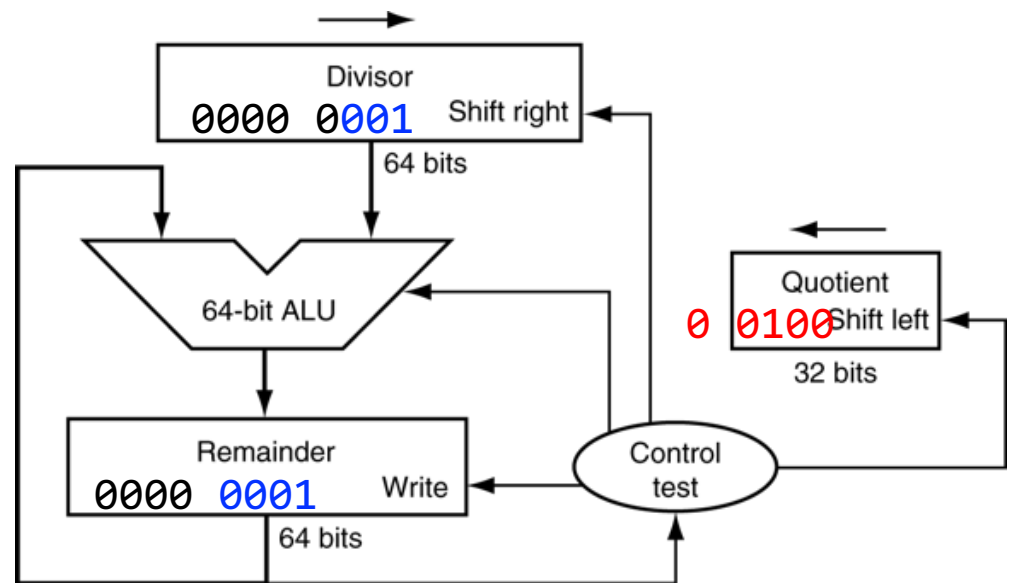 Divisor
0000 0001
Shift right
64 bits
64-bit ALU
Quotient
0 0100
Shift left
32 bits
Remainder
0000 0001
Write
64 bits
Control
test